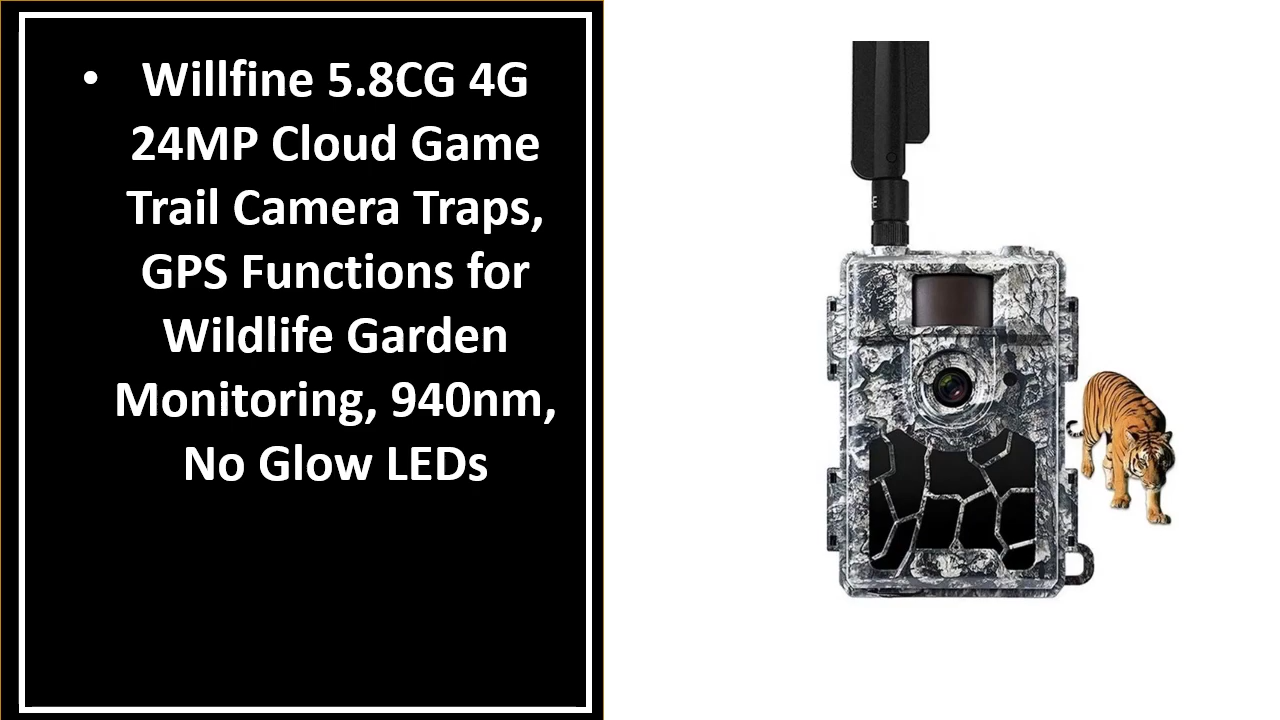 • Willfine 5.8CG 4G
24MP Cloud Game
Trail Camera Traps,
GPS Functions for
Wildlife Garden
Monitoring, 940nm,
No Glow LEDs